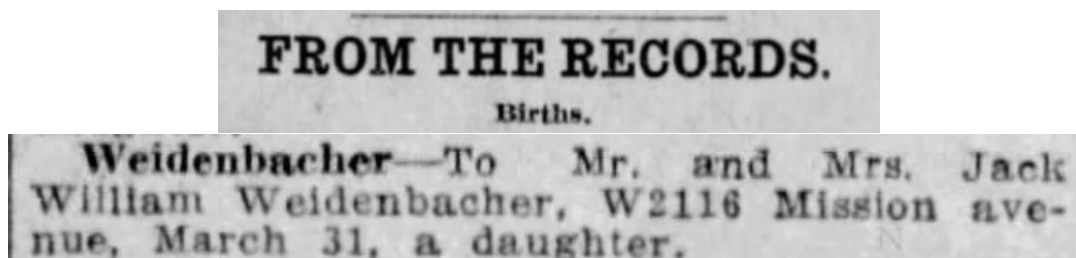 FROM THE RECORDS.
Births.
Weidenbacher—To Mr. and Mrs. Jack
William Weidenbacher, W2116 Mission ave-
nue, March 31, a daughter.